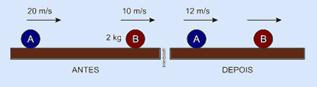 20 m/s 10 m/s 12 m/s
A 2 kg B A B
ANTES DEPOIS